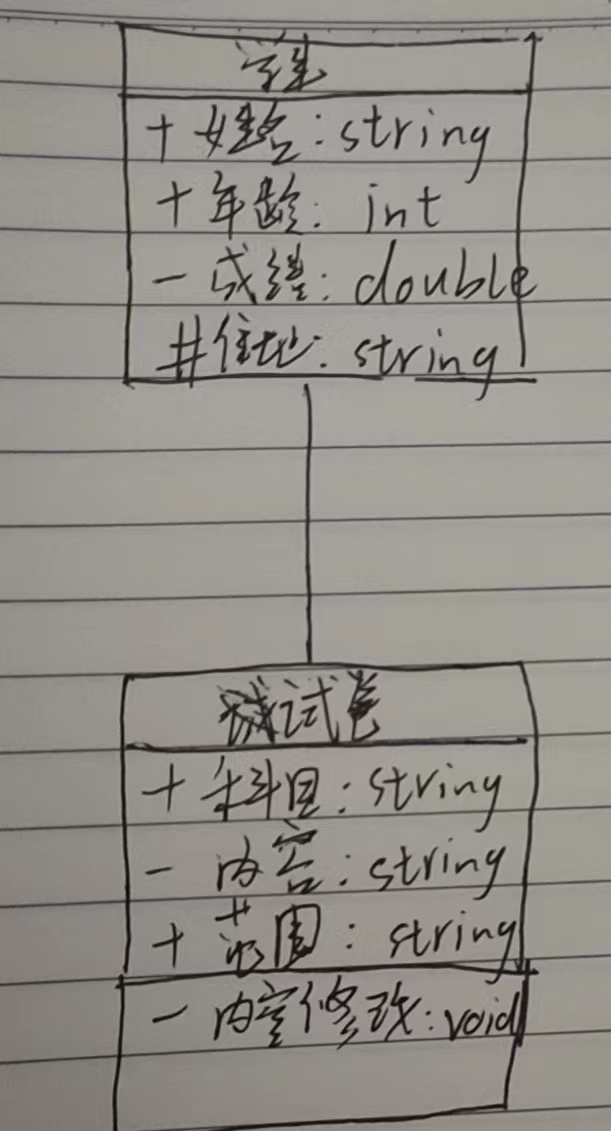 学生
+ 姓名: string
+ 年龄: int
- 成绩: double
# 住址: string
试卷
+ 科目: string
- 内容: string
+ 范围: string
- 内容修改: void